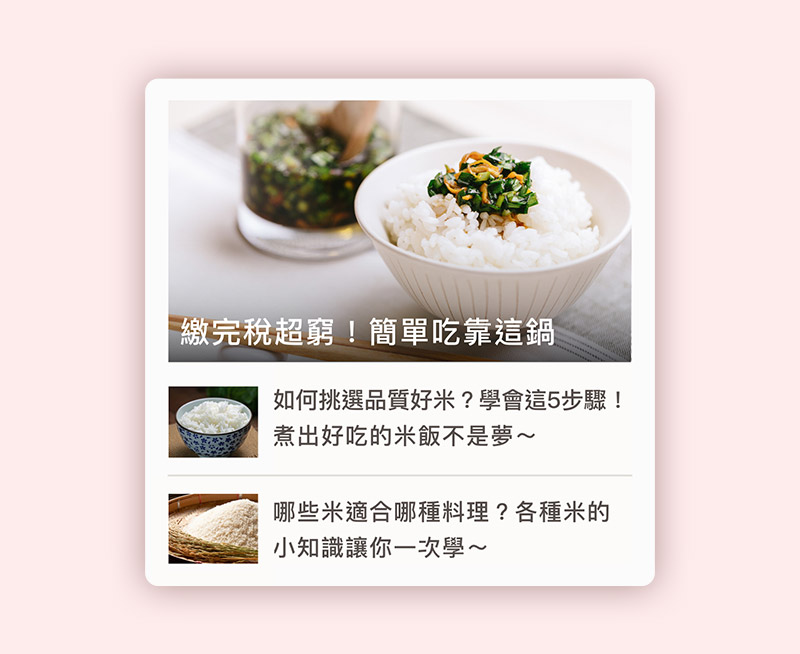 繳完稅超窮！簡單吃靠這鍋
如何挑選品質好米？學會這5步驟！
煮出好吃的米飯不是夢～
哪些米適合哪種料理？各種米的
小知識讓你一次學～